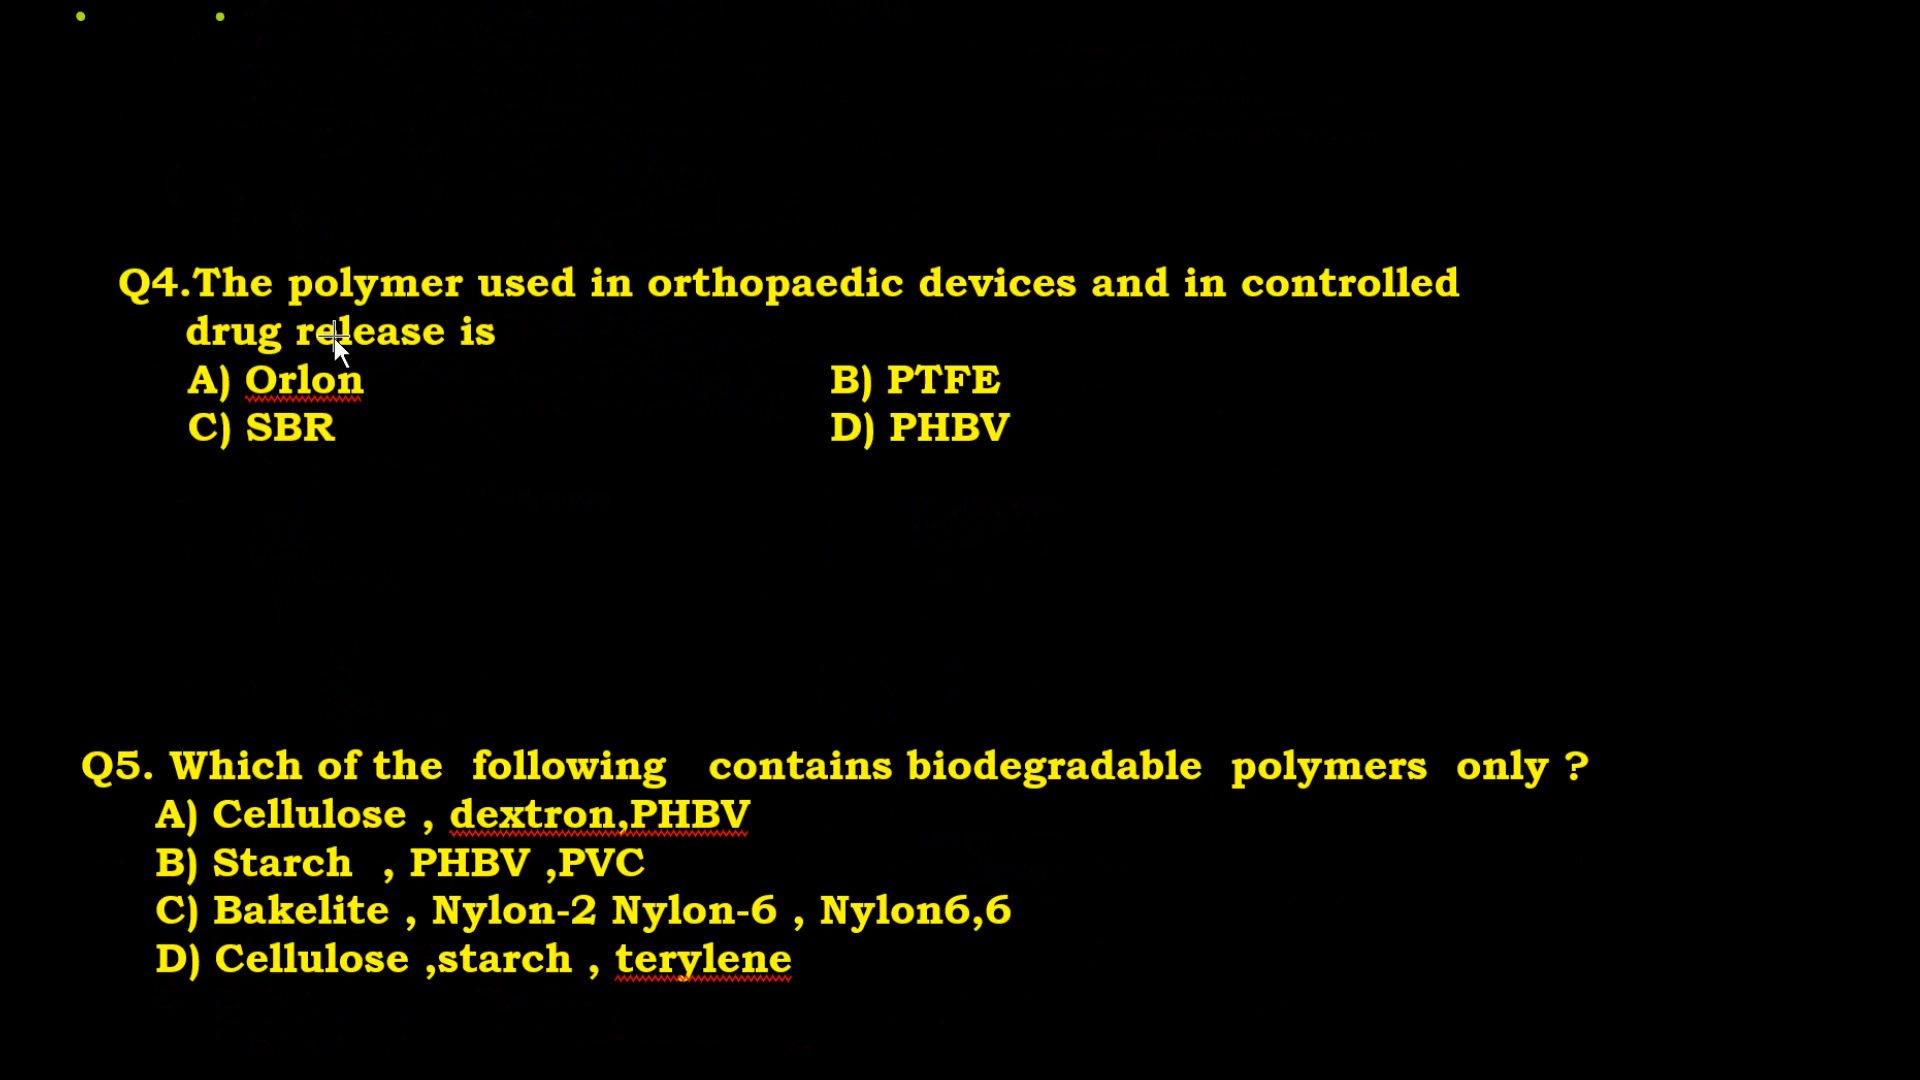 Q4.The polymer used in orthopaedic devices and in controlled
drug release is
A) Orlon B) PTFE
C) SBR D) PHBV
Q5. Which of the following contains biodegradable polymers only ?
A) Cellulose , dextron,PHBV
B) Starch , PHBV ,PVC
C) Bakelite , Nylon-2 Nylon-6 , Nylon6,6
D) Cellulose ,starch , terylene